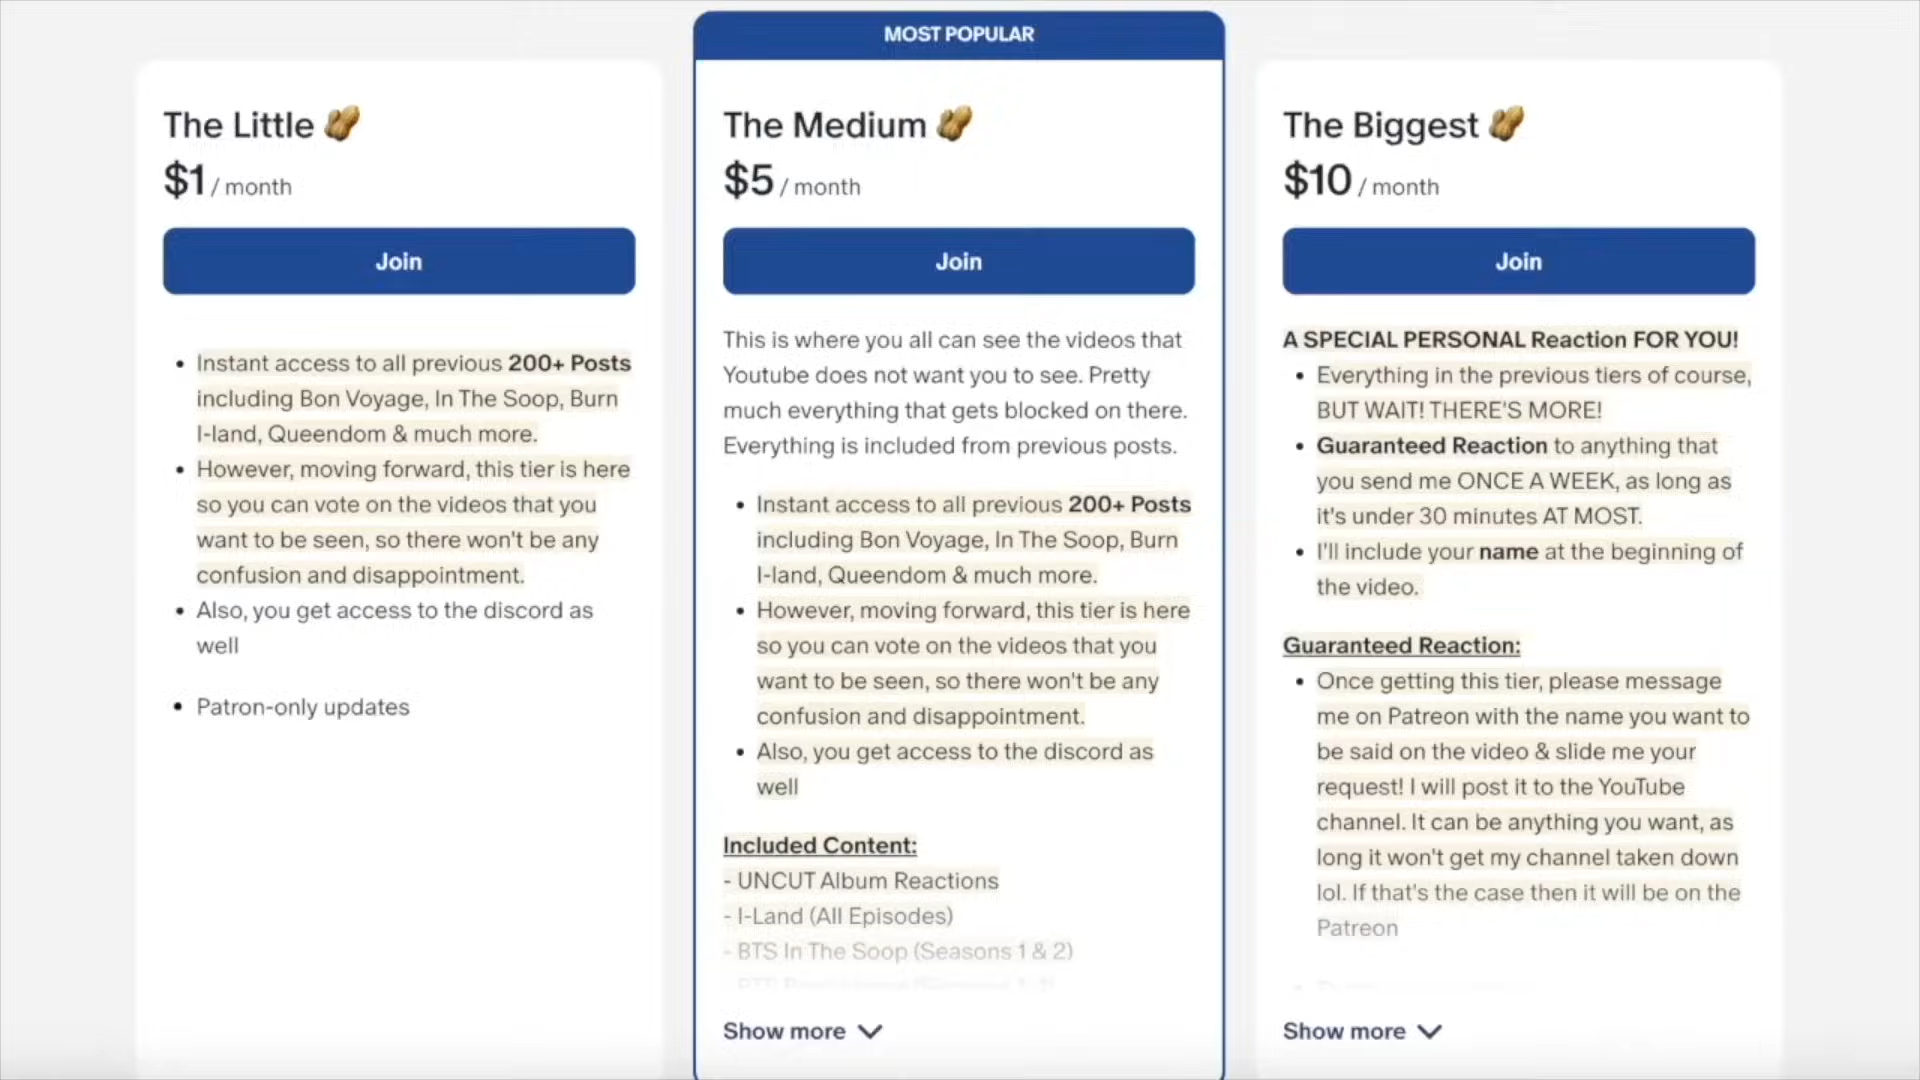 MOST POPULAR
The Little 🥜
$1 / month
Join
Instant access to all previous 200+ Posts
including Bon Voyage, In The Soop, Burn
I-land, Queendom & much more.
However, moving forward, this tier is here
so you can vote on the videos that you
want to be seen, so there won't be any
confusion and disappointment.
Also, you get access to the discord as
well
Patron-only updates
The Medium 🥜
$5 / month
Join
This is where you all can see the videos that
Youtube does not want you to see. Pretty
much everything that gets blocked on there.
Everything is included from previous posts.
Instant access to all previous 200+ Posts
including Bon Voyage, In The Soop, Burn
I-land, Queendom & much more.
However, moving forward, this tier is here
so you can vote on the videos that you
want to be seen, so there won't be any
confusion and disappointment.
Also, you get access to the discord as
well
Included Content:
- UNCUT Album Reactions
- I-Land (All Episodes)
- BTS In The Soop (Seasons 1 & 2)
Show more
The Biggest 🥜
$10 / month
Join
A SPECIAL PERSONAL Reaction FOR YOU!
Everything in the previous tiers of course,
BUT WAIT! THERE'S MORE!
Guaranteed Reaction to anything that
you send me ONCE A WEEK, as long as
it's under 30 minutes AT MOST.
I'll include your name at the beginning of
the video.
Guaranteed Reaction:
Once getting this tier, please message
me on Patreon with the name you want to
be said on the video & slide me your
request! I will post it to the YouTube
channel. It can be anything you want, as
long it won't get my channel taken down
lol. If that's the case then it will be on the
Patreon
Show more